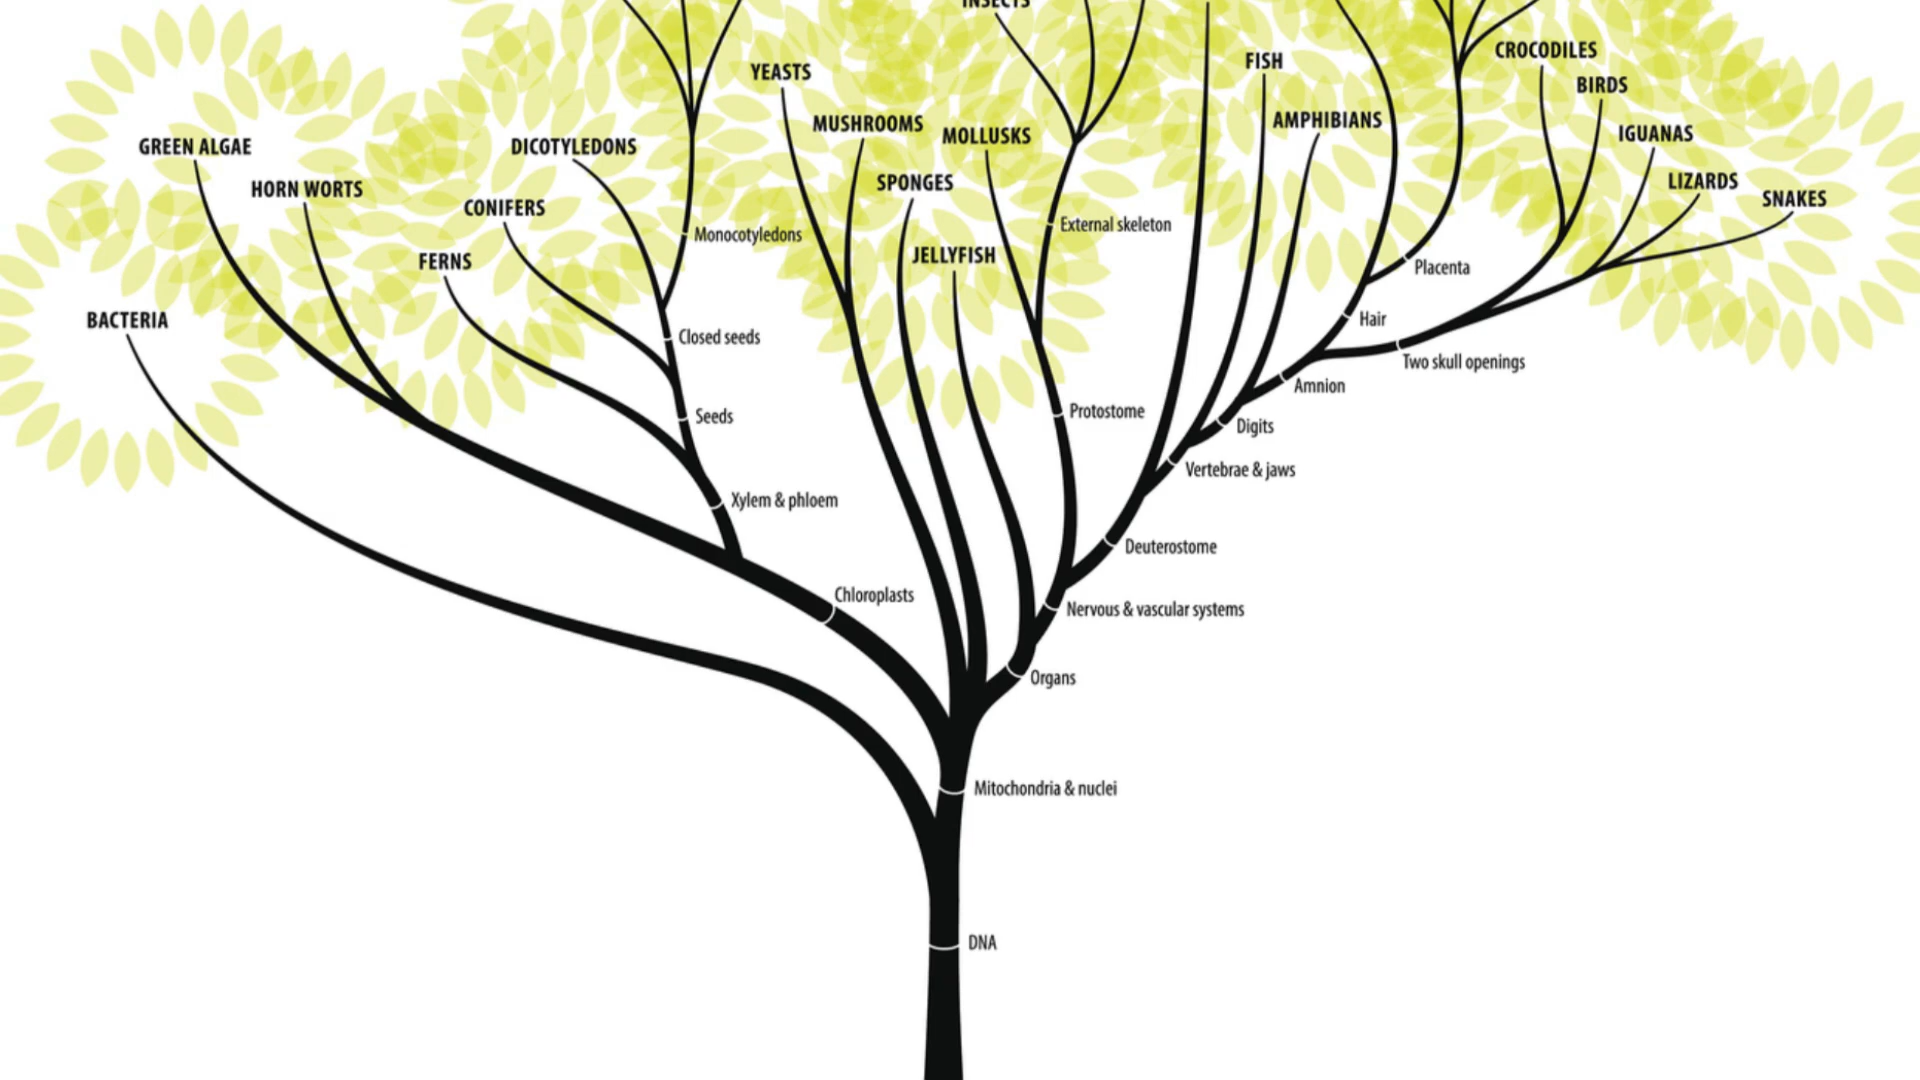 INSECTS
CROCODILES
FISH
YEASTS
BIRDS
AMPHIBIANS
MUSHROOMS
IGUANAS
MOLLUSKS
GREEN ALGAE
DICOTYLEDONS
LIZARDS
SPONGES
HORN WORTS
SNAKES
CONIFERS
External skeleton
Monocotyledons
JELLYFISH
FERNS
Placenta
Hair
BACTERIA
Closed seeds
Two skull openings
Amnion
Protostome
Seeds
Digits
Vertebrae & jaws
Xylem & phloem
Deuterostome
Chloroplasts
Nervous & vascular systems
Organs
Mitochondria & nuclei
DNA